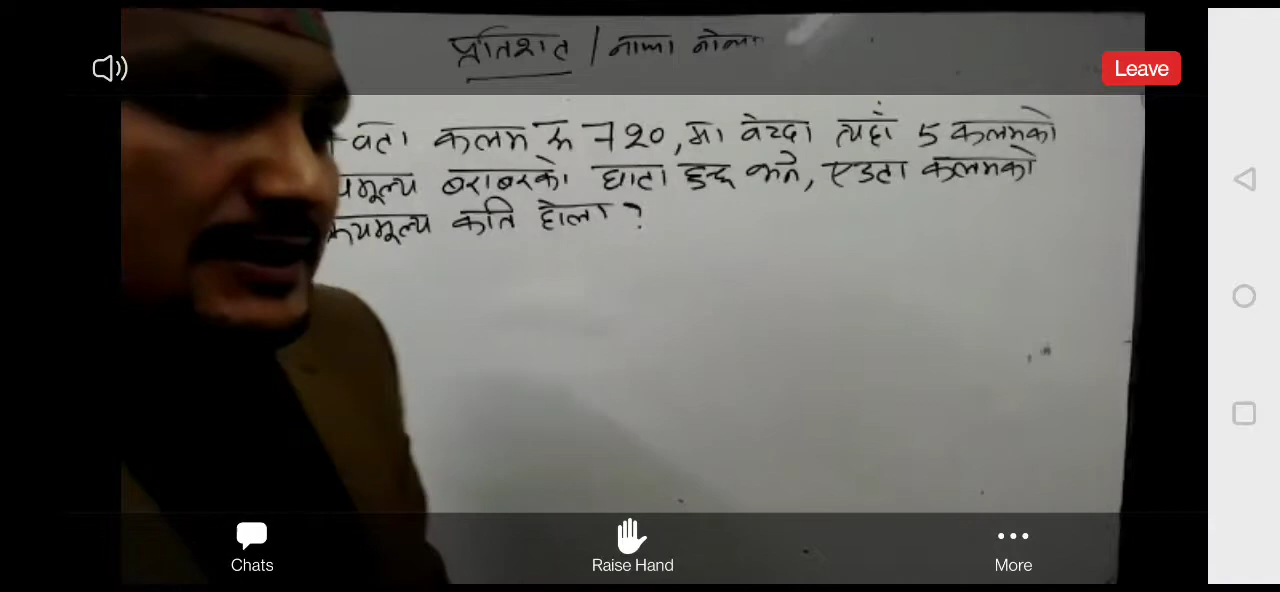 प्रतिशत / नाफा नोक्सा
Leave
वटा कलम रू 720, मा बेच्दा त्यहाँ 5 कलमको
मूल्य बराबरको घाटा हुन्छ भने, एउटा कलमको
क्रयमूल्य कति होला ?
Chats
Raise Hand
More